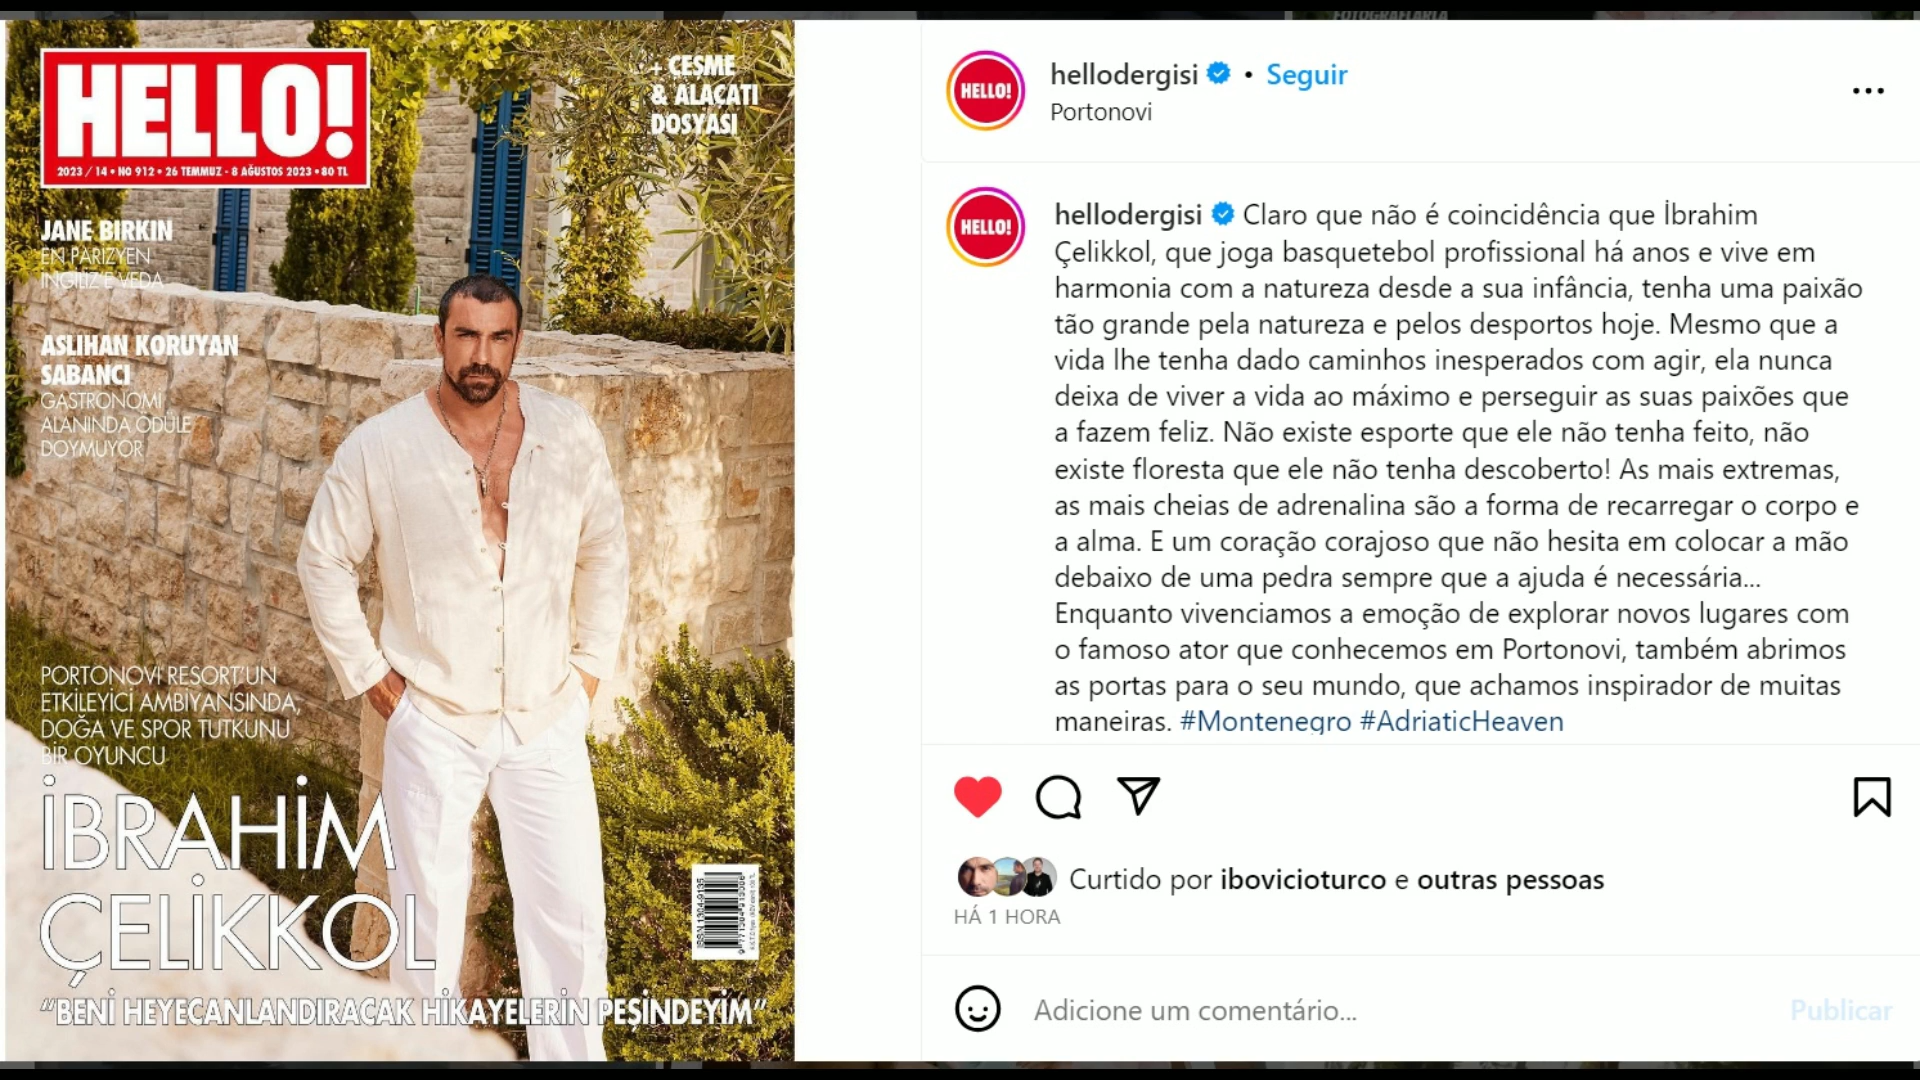 FOTOGRAFLARLA
HELLO!
2023 / 14 • NO 912 • 26 TEMMUZ - 8 AĞUSTOS 2023 • 80 TL
+ ÇEŞME
& ALAÇATI
DOSYASI
JANE BIRKIN
EN PARİZYEN
İNGİLİZ'E VEDA
ASLIHAN KORUYAN
SABANCI
GASTRONOMİ
ALANINDA ÖDÜLE
DOYMUYOR
PORTONOVI RESORT'UN
ETKİLEYİCİ AMBİYANSINDA,
DOĞA VE SPOR TUTKUNU
BİR OYUNCU
İBRAHİM
ÇELİKKOL
"BENİ HEYECANLANDIRACAK HİKAYELERİN PEŞİNDEYİM"
ISSN 1304-9135
HELLO!
hellodergisi • Seguir
Portonovi
HELLO!
hellodergisi Claro que não é coincidência que İbrahim
Çelikkol, que joga basquetebol profissional há anos e vive em
harmonia com a natureza desde a sua infância, tenha uma paixão
tão grande pela natureza e pelos desportos hoje. Mesmo que a
vida lhe tenha dado caminhos inesperados com agir, ela nunca
deixa de viver a vida ao máximo e perseguir as suas paixões que
a fazem feliz. Não existe esporte que ele não tenha feito, não
existe floresta que ele não tenha descoberto! As mais extremas,
as mais cheias de adrenalina são a forma de recarregar o corpo e
a alma. E um coração corajoso que não hesita em colocar a mão
debaixo de uma pedra sempre que a ajuda é necessária...
Enquanto vivenciamos a emoção de explorar novos lugares com
o famoso ator que conhecemos em Portonovi, também abrimos
as portas para o seu mundo, que achamos inspirador de muitas
maneiras. #Montenegro #AdriaticHeaven
Curtido por ibovicioturco e outras pessoas
HÁ 1 HORA
Adicione um comentário...
Publicar